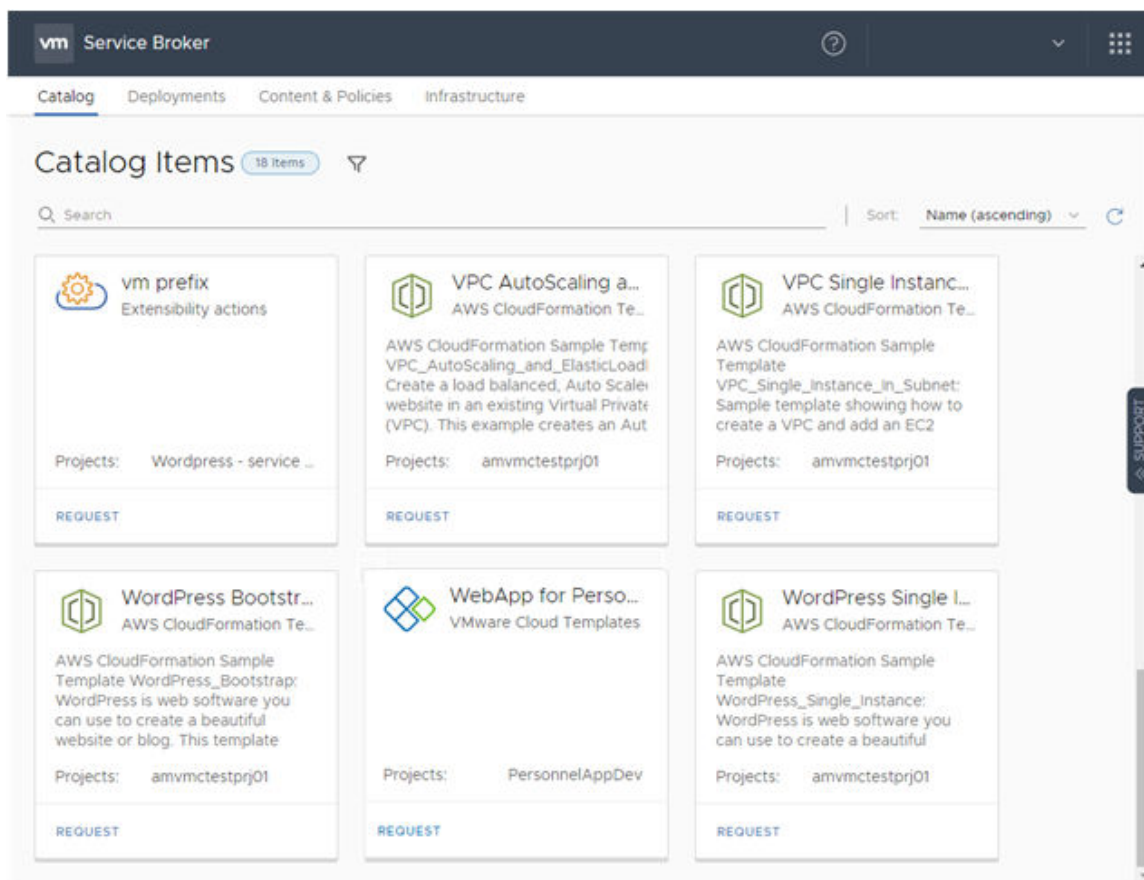 vm Service Broker
Catalog Deployments Content & Policies Infrastructure
Catalog Items 18 items
Search Sort: Name (ascending)
vm prefix
Extensibility actions
Projects: Wordpress - service ...
REQUEST
VPC AutoScaling a...
AWS CloudFormation Te...
AWS CloudFormation Sample Temp
VPC_AutoScaling_and_ElasticLoadl
Create a load balanced, Auto Scale
website in an existing Virtual Private
(VPC). This example creates an Aut
Projects: amvmctestprj01
REQUEST
VPC Single Instanc...
AWS CloudFormation Te...
AWS CloudFormation Sample
Template
VPC_Single_Instance_In_Subnet:
Sample template showing how to
create a VPC and add an EC2
Projects: amvmctestprj01
REQUEST
SUPPORT
WordPress Bootstr...
AWS CloudFormation Te...
AWS CloudFormation Sample
Template WordPress_Bootstrap:
WordPress is web software you
can use to create a beautiful
website or blog. This template
Projects: amvmctestprj01
REQUEST
WebApp for Perso...
VMware Cloud Templates
Projects: PersonnelAppDev
REQUEST
WordPress Single I...
AWS CloudFormation Te...
AWS CloudFormation Sample
Template
WordPress_Single_Instance:
WordPress is web software you
can use to create a beautiful
Projects: amvmctestprj01
REQUEST